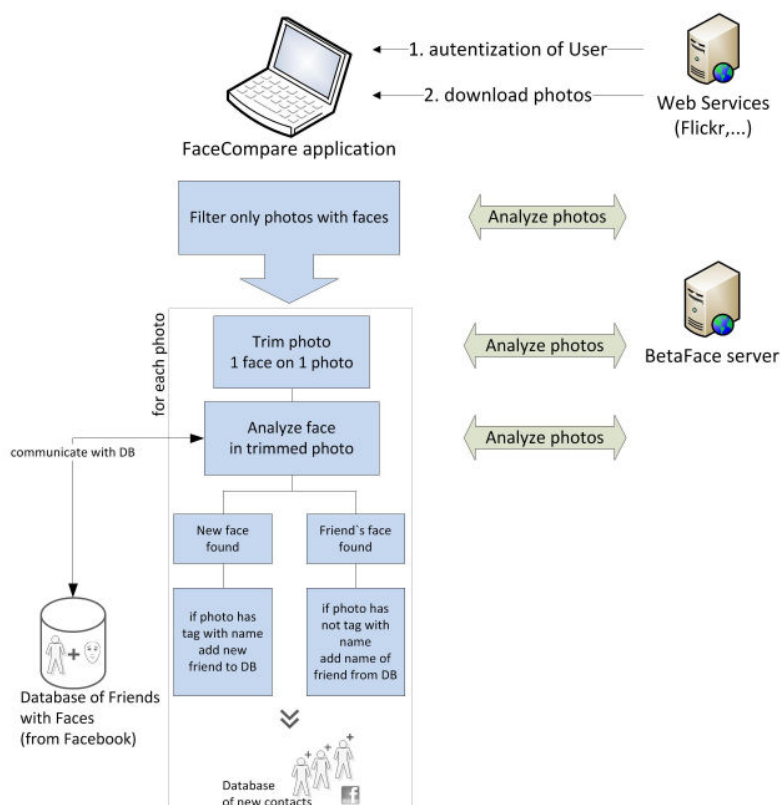 1. autentization of User
2. download photos
Web Services
(Flickr,...)
FaceCompare application
Filter only photos with faces
Analyze photos
BetaFace server
for each photo
Trim photo
1 face on 1 photo
Analyze photos
Analyze face
in trimmed photo
Analyze photos
communicate with DB
New face
found
Friend`s face
found
if photo has
tag with name
add new
friend to DB
if photo has
not tag with
name
add name of
friend from DB
Database of Friends
with Faces
(from Facebook)
Database
of new contacts
f